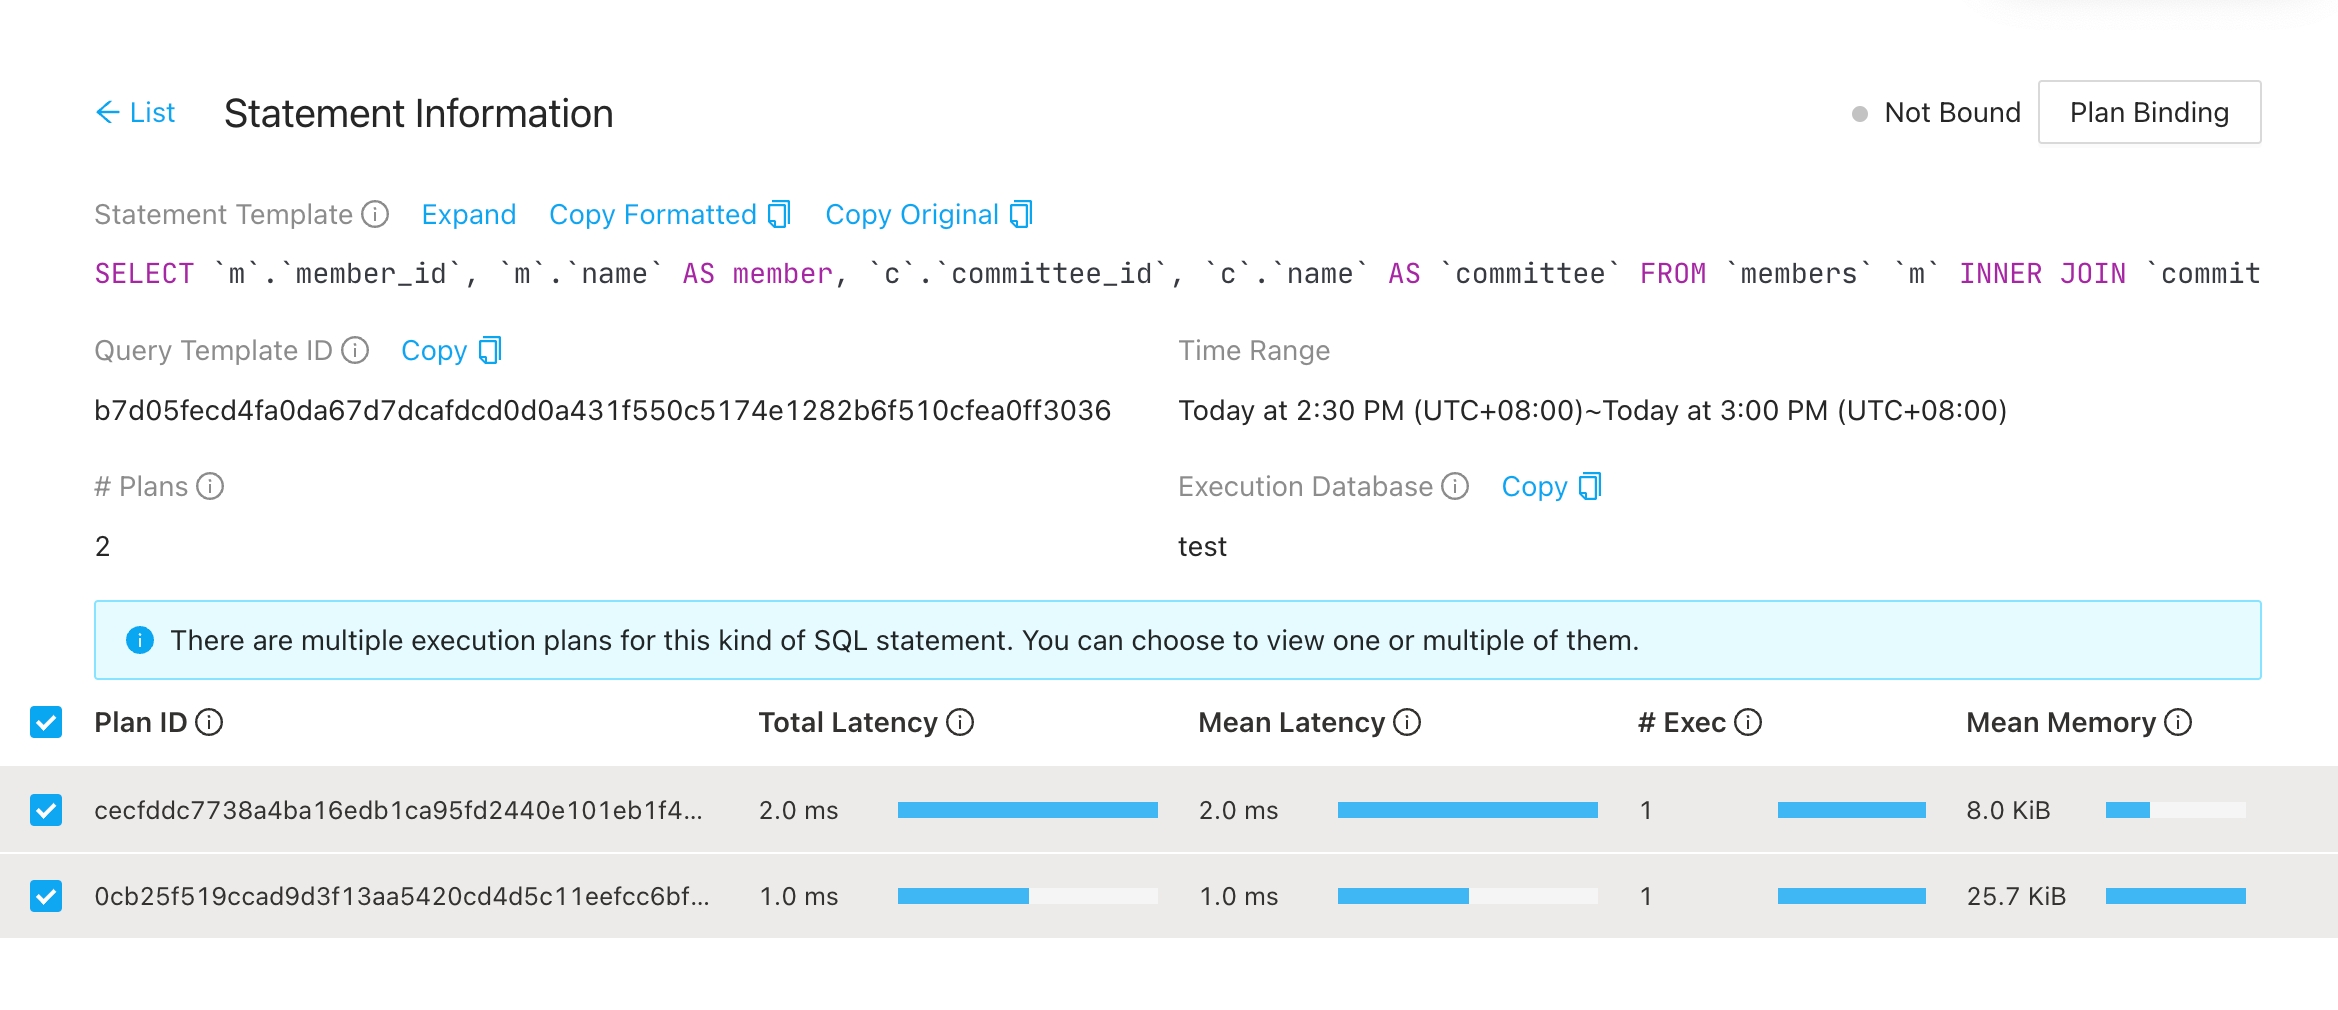 ← List Statement Information Not Bound Plan Binding
Statement Template Expand Copy Formatted Copy Original
SELECT `m`.`member_id`, `m`.`name` AS member, `c`.`committee_id`, `c`.`name` AS `committee` FROM `members` `m` INNER JOIN `commit
Query Template ID Copy Time Range
b7d05fecd4fa0da67d7dcafdcd0d0a431f550c5174e1282b6f510cfea0ff3036 Today at 2:30 PM (UTC+08:00)~Today at 3:00 PM (UTC+08:00)
# Plans Execution Database Copy
2 test
There are multiple execution plans for this kind of SQL statement. You can choose to view one or multiple of them.
Plan ID Total Latency Mean Latency # Exec Mean Memory
cecfddc7738a4ba16edb1ca95fd2440e101eb1f4... 2.0 ms 2.0 ms 1 8.0 KiB
0cb25f519ccad9d3f13aa5420cd4d5c11eefcc6bf... 1.0 ms 1.0 ms 1 25.7 KiB